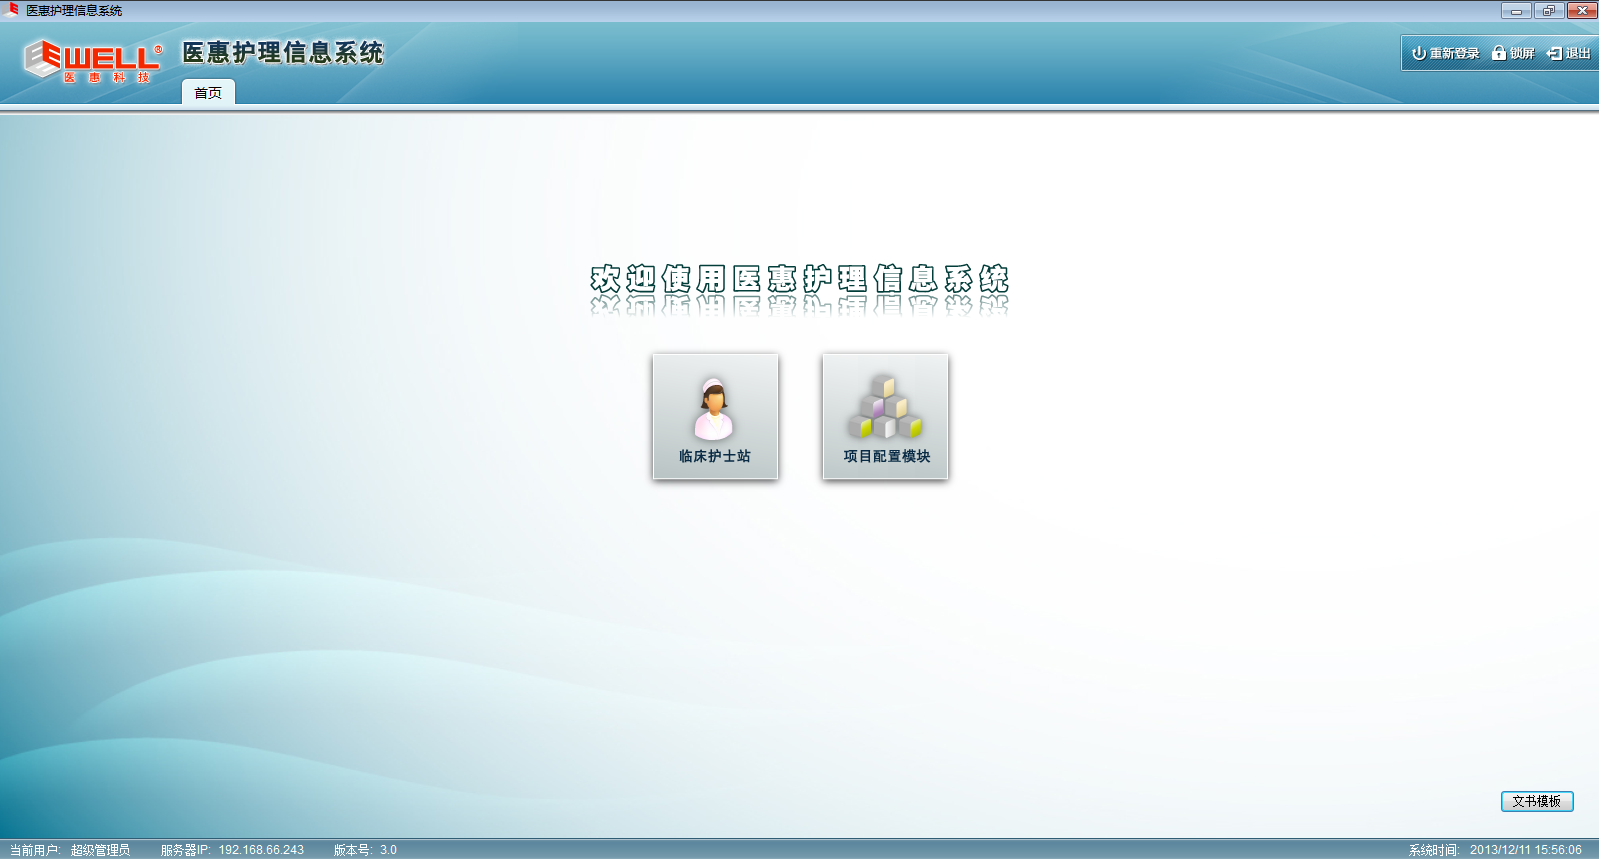 医惠护理信息系统
EWELL®
医惠科技
医惠护理信息系统
重新登录 锁屏 退出
首页
欢迎使用医惠护理信息系统
临床护士站 项目配置模块
文书模板
当前用户: 超级管理员 服务器IP: 192.168.66.243 版本号: 3.0 系统时间: 2013/12/11 15:56:06